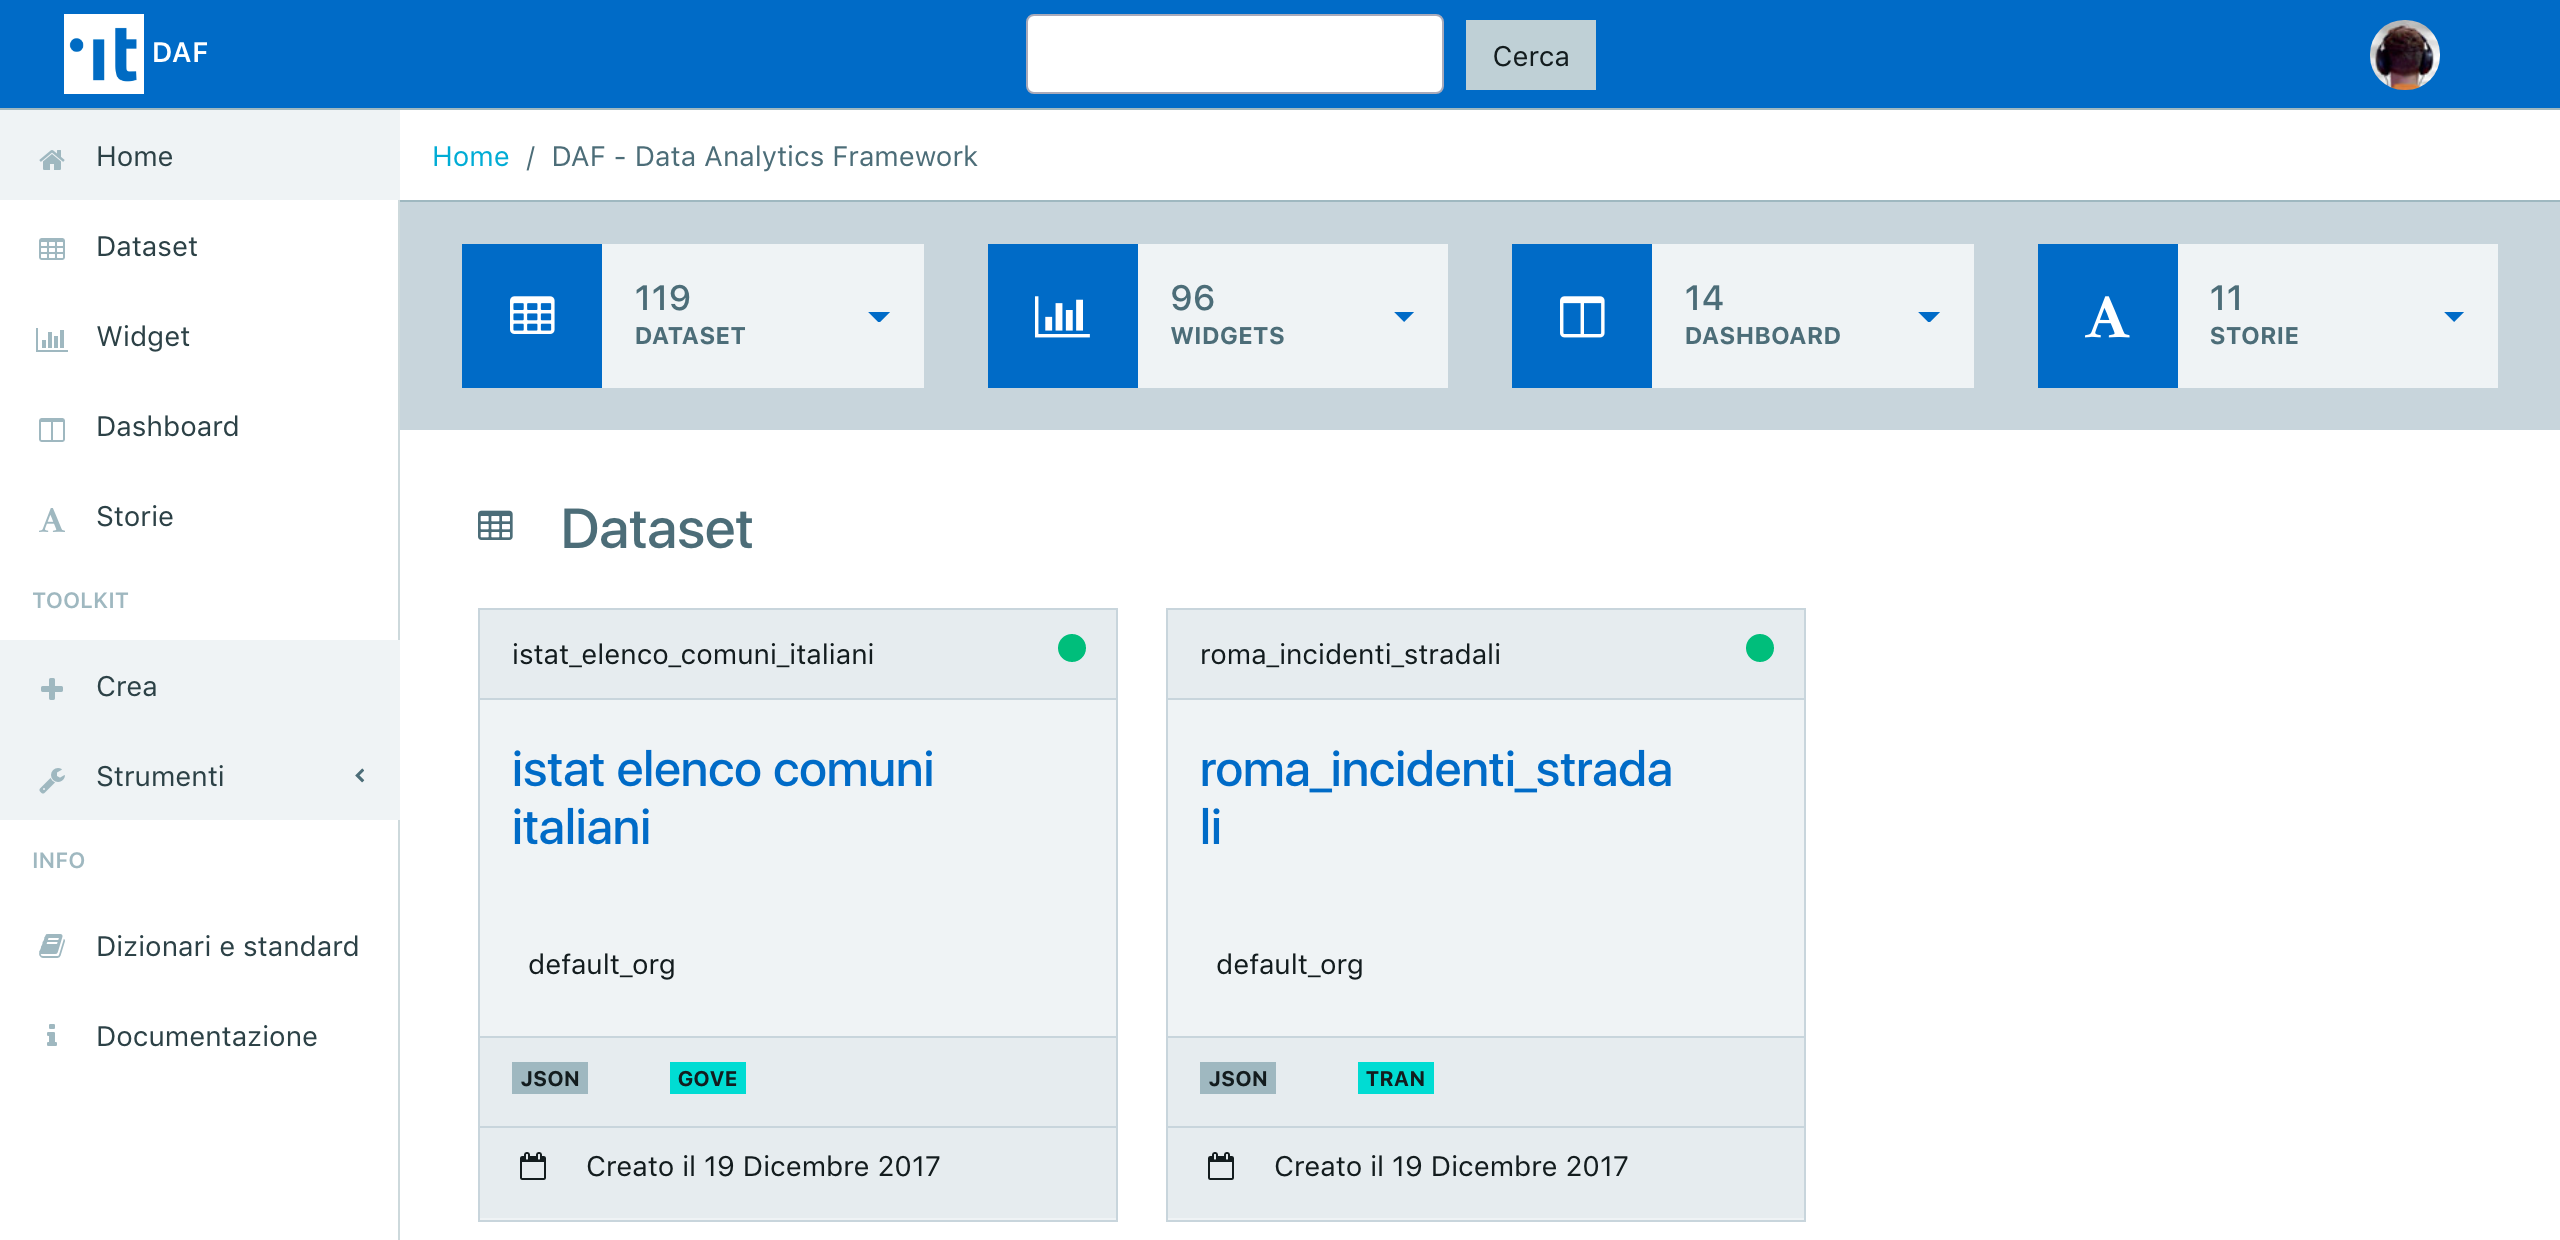 it DAF
Cerca
Home
Dataset
Widget
Dashboard
Storie
TOOLKIT
Crea
Strumenti
INFO
Dizionari e standard
Documentazione
Home / DAF - Data Analytics Framework
119
DATASET
96
WIDGETS
14
DASHBOARD
11
STORIE
Dataset
istat_elenco_comuni_italiani
istat elenco comuni
italiani
default_org
JSON GOVE
Creato il 19 Dicembre 2017
roma_incidenti_stradali
roma_incidenti_strada
li
default_org
JSON TRAN
Creato il 19 Dicembre 2017